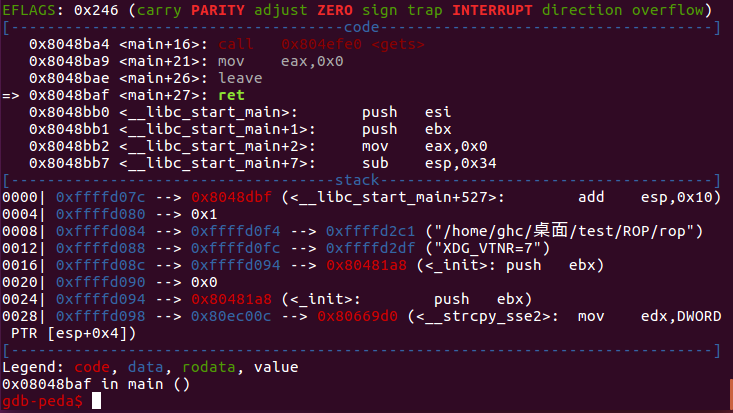 EFLAGS: 0x246 (carry PARITY adjust ZERO sign trap INTERRUPT direction overflow)
[-------------------------------------code-------------------------------------]
   0x8048ba4 <main+16>: call   0x804efe0 <gets>
   0x8048ba9 <main+21>: mov    eax,0x0
   0x8048bae <main+26>: leave
=> 0x8048baf <main+27>: ret
   0x8048bb0 <__libc_start_main>:       push   esi
   0x8048bb1 <__libc_start_main+1>:     push   ebx
   0x8048bb2 <__libc_start_main+2>:     mov    eax,0x0
   0x8048bb7 <__libc_start_main+7>:     sub    esp,0x34
[------------------------------------stack-------------------------------------]
0000| 0xffffd07c --> 0x8048dbf (<__libc_start_main+527>:        add    esp,0x10)
0004| 0xffffd080 --> 0x1
0008| 0xffffd084 --> 0xffffd0f4 --> 0xffffd2c1 ("/home/ghc/桌面/test/ROP/rop")
0012| 0xffffd088 --> 0xffffd0fc --> 0xffffd2df ("XDG_VTNR=7")
0016| 0xffffd08c --> 0xffffd094 --> 0x80481a8 (<_init>: push   ebx)
0020| 0xffffd090 --> 0x0
0024| 0xffffd094 --> 0x80481a8 (<_init>:        push   ebx)
0028| 0xffffd098 --> 0x80ec00c --> 0x80669d0 (<__strcpy_sse2>:  mov    edx,DWORD
 PTR [esp+0x4])
[------------------------------------------------------------------------------]
Legend: code, data, rodata, value
0x08048baf in main ()
gdb-peda$